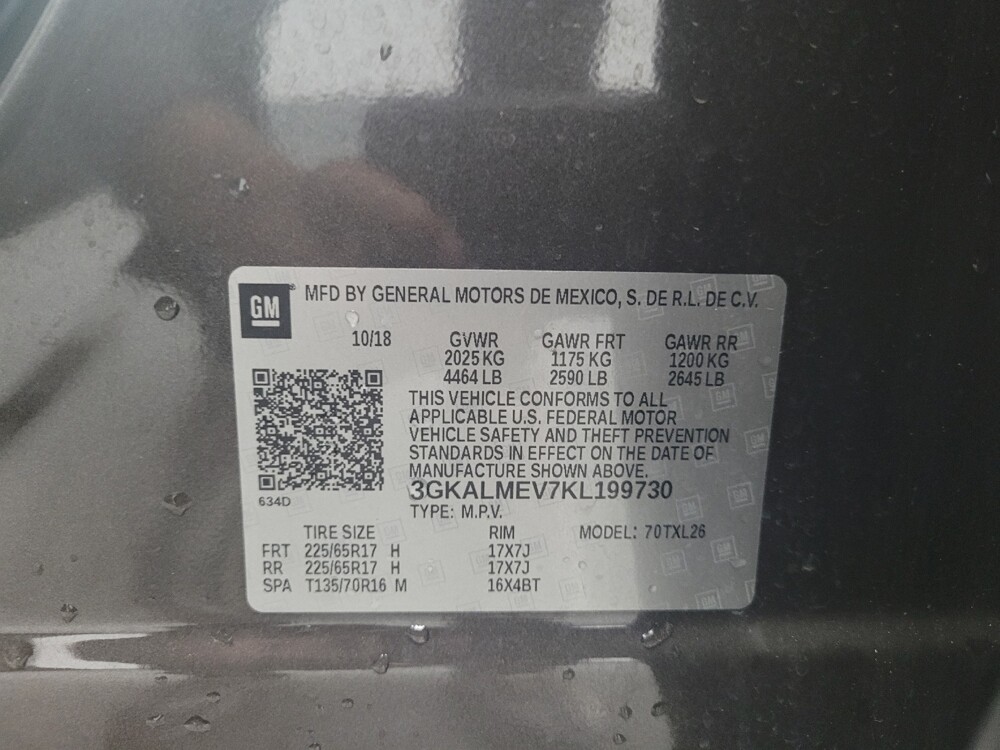 GM
MFD BY GENERAL MOTORS DE MEXICO, S. DE R.L. DE C.V.
10/18 GVWR GAWR FRT GAWR RR
2025 KG 1175 KG 1200 KG
4464 LB 2590 LB 2645 LB
THIS VEHICLE CONFORMS TO ALL
APPLICABLE U.S. FEDERAL MOTOR
VEHICLE SAFETY AND THEFT PREVENTION
STANDARDS IN EFFECT ON THE DATE OF
MANUFACTURE SHOWN ABOVE.
3GKALMEV7KL199730
634D
TYPE: M.P.V.
TIRE SIZE RIM MODEL: 70TXL26
FRT 225/65R17 H 17X7J
RR 225/65R17 H 17X7J
SPA T135/70R16 M 16X4BT